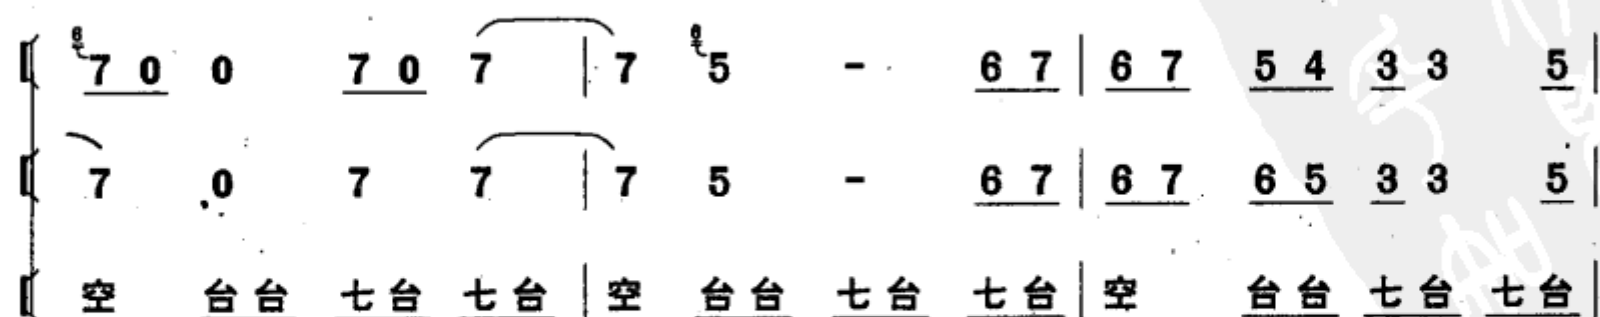 6 7 0 0 7 0 7 | 7 6 5 - 6 7 | 6 7 5 4 3 3 5 |
7 0 7 7 | 7 5 - 6 7 | 6 7 6 5 3 3 5 |
空 台台 七台 七台 | 空 台台 七台 七台 | 空 台台 七台 七台